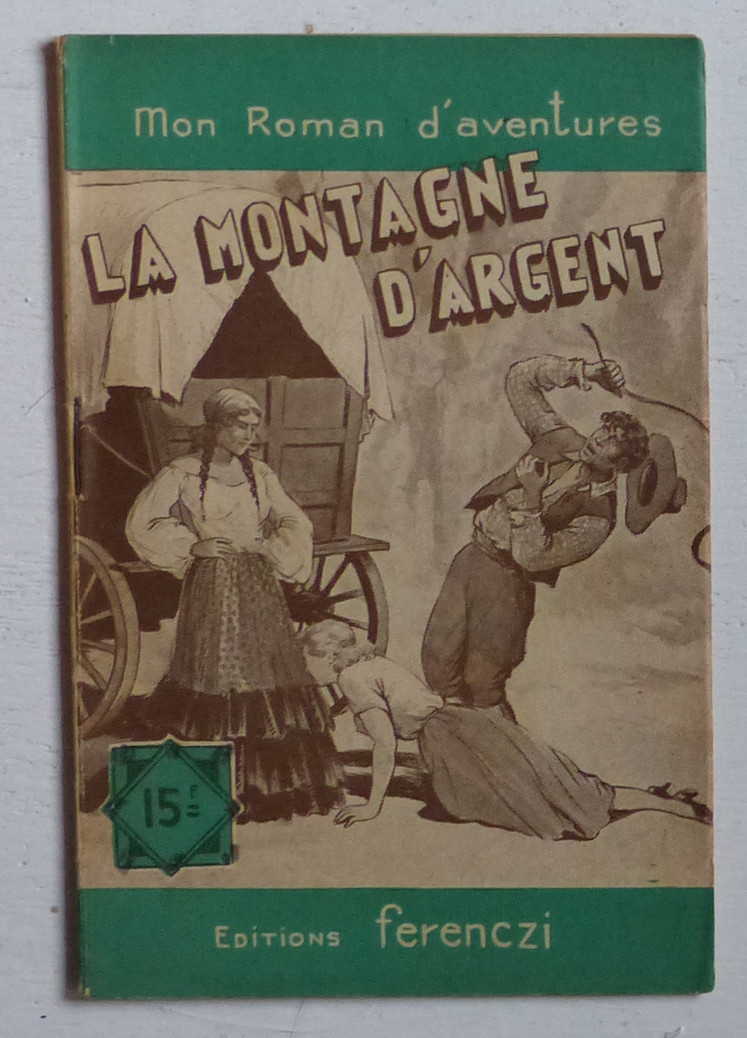 Mon Roman d'aventures
LA MONTAGNE
D'ARGENT
15F
EDITIONS ferenczi